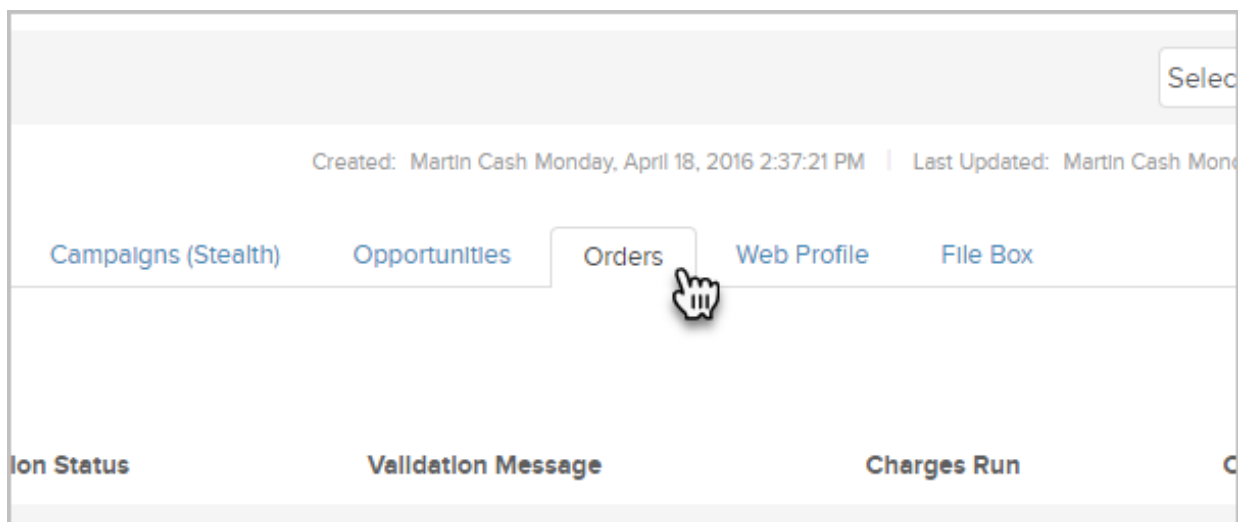 Selec
Created: Martin Cash Monday, April 18, 2016 2:37:21 PM | Last Updated: Martin Cash Mon
Campaigns (Stealth) Opportunities Orders Web Profile File Box
ion Status Validation Message Charges Run